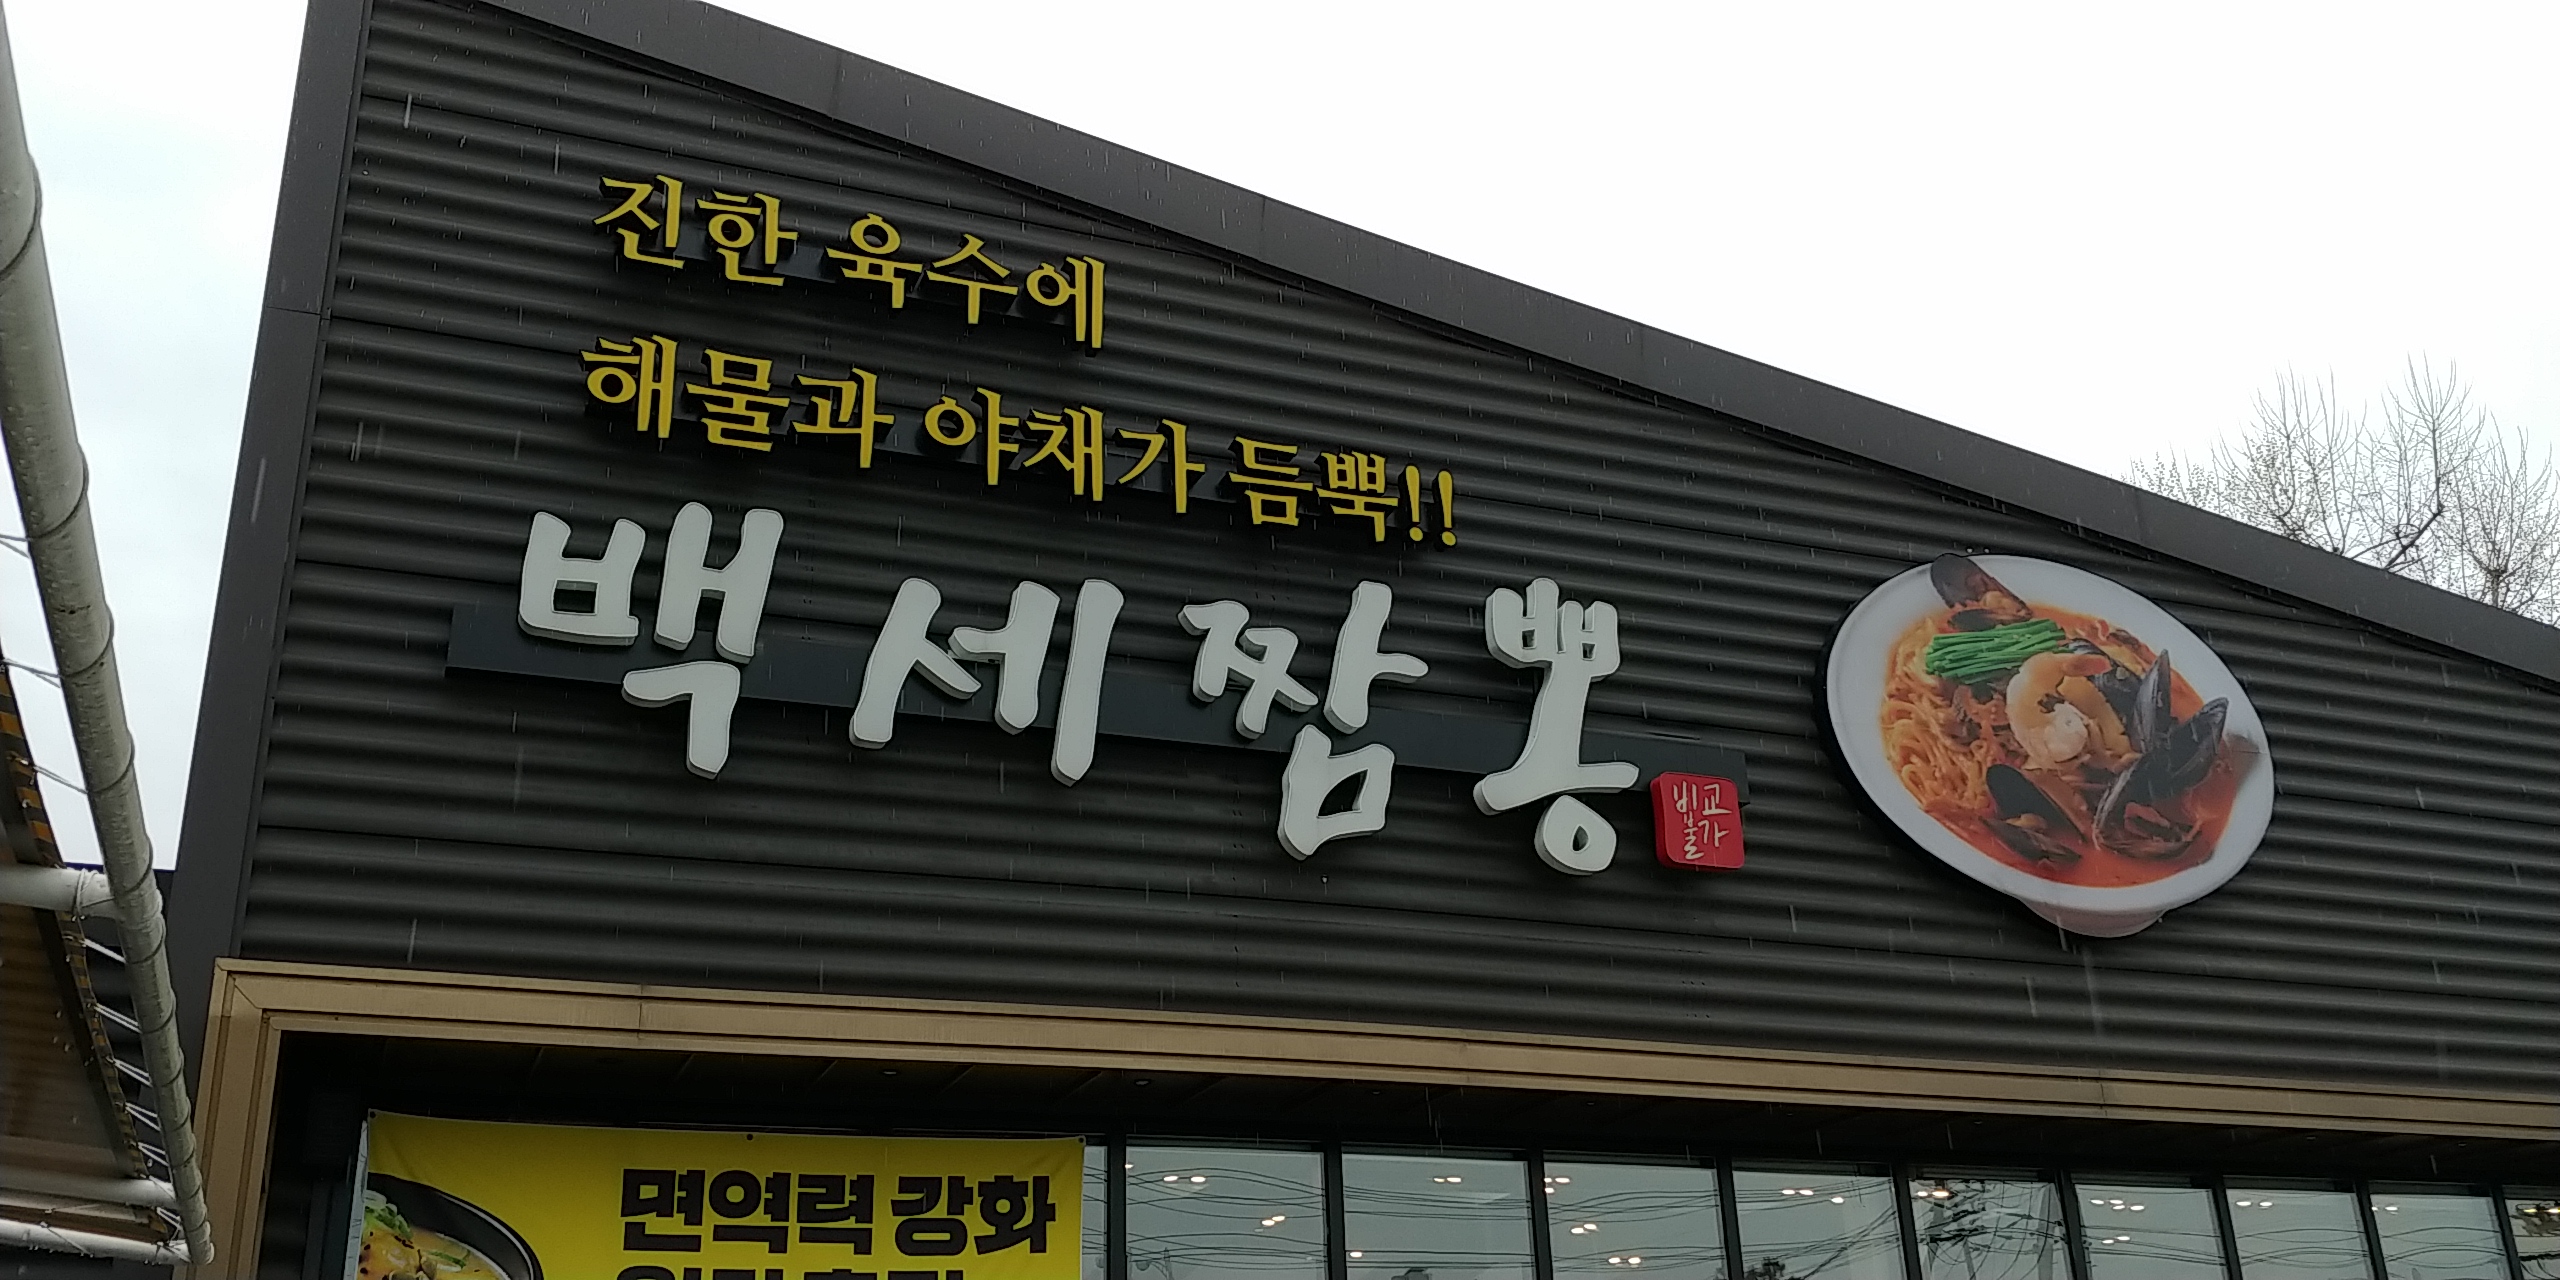 진한 육수에
해물과 야채가 듬뿍!!
백세짬뽕
비교
불가
면역력 강화